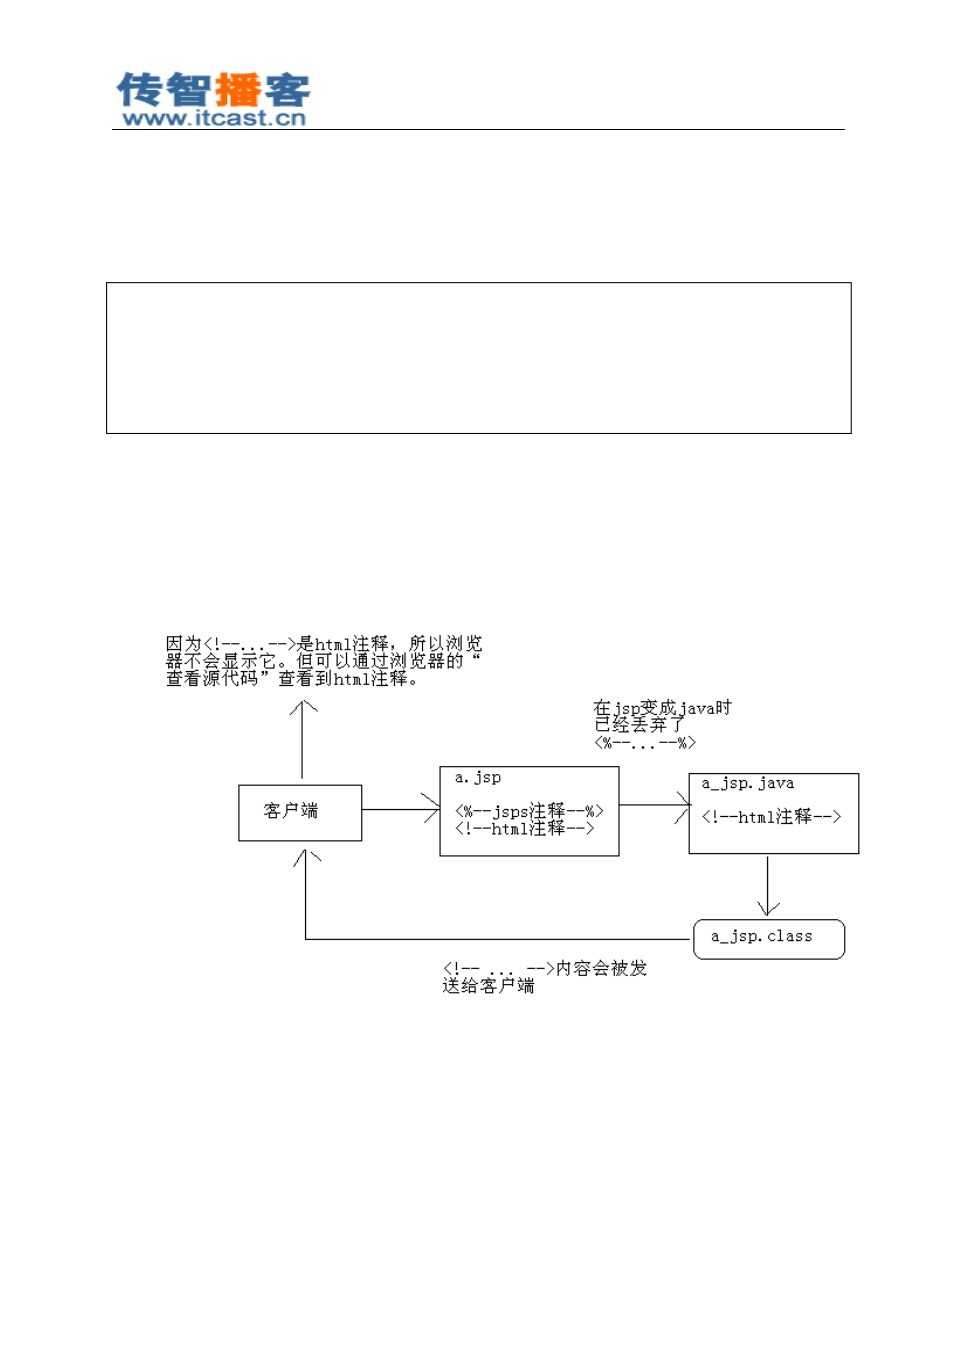 传智播客
www.itcast.cn
因为<!--...-->是html注释，所以浏览
器不会显示它。但可以通过浏览器的“
查看源代码”查看到html注释。
在jsp变成java时
已经丢弃了
<%--...--%>
客户端
a.jsp
<%--jsps注释--%>
<!--html注释-->
a_jsp.java
<!--html注释-->
a_jsp.class
<!-- ... -->内容会被发
送给客户端